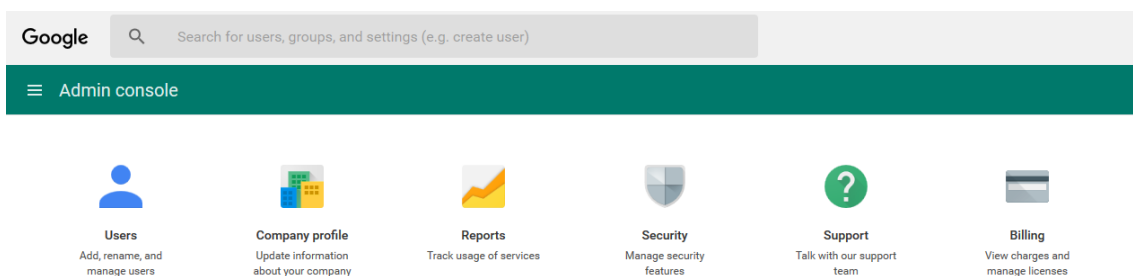 Google
Search for users, groups, and settings (e.g. create user)
Admin console
Users
Add, rename, and
manage users
Company profile
Update information
about your company
Reports
Track usage of services
Security
Manage security
features
Support
Talk with our support
team
Billing
View charges and
manage licenses